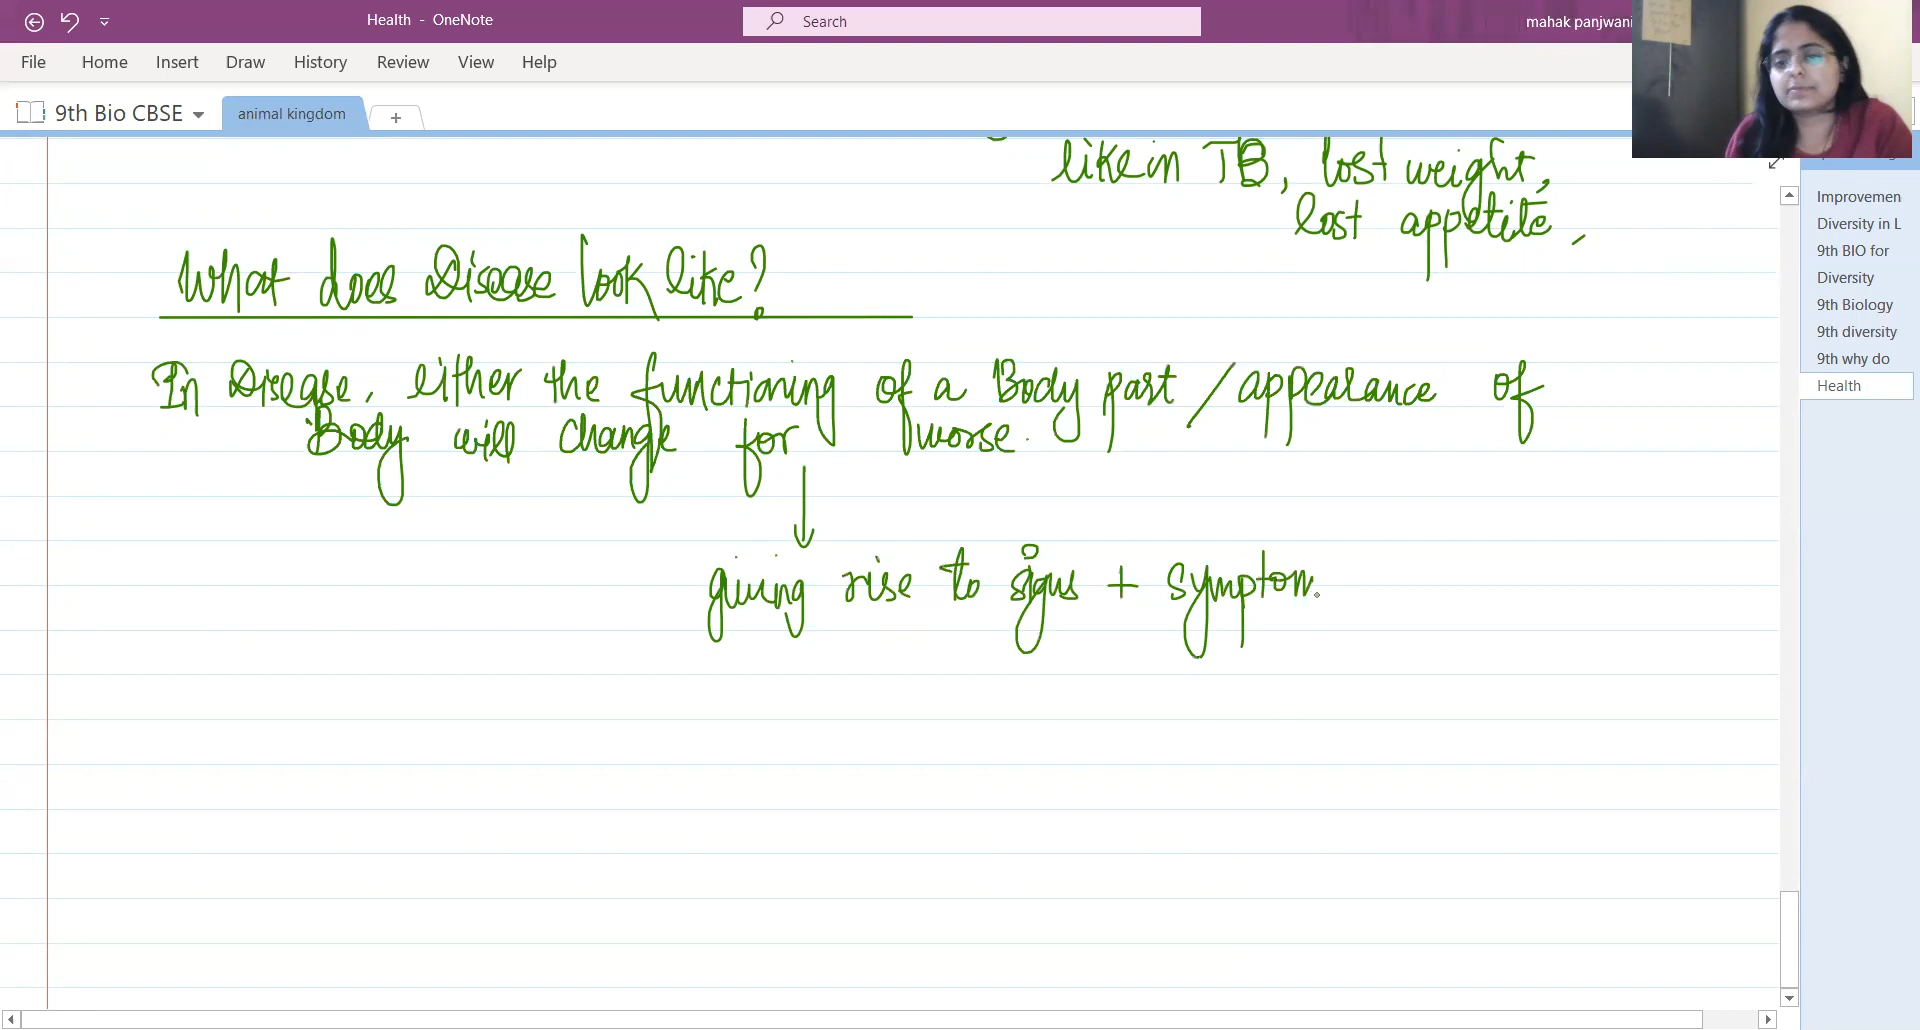 Health - OneNote
Search
mahak panjwani
File Home Insert Draw History Review View Help
9th Bio CBSE
animal kingdom
+
like in TB, lost weight,
lost appetite,
What does Disease look like?
In Disease, either the functioning of a Body part / appearance of
Body will change for worse.
giving rise to signs + symptom.
Improvemen
Diversity in L
9th BIO for
Diversity
9th Biology
9th diversity
9th why do
Health